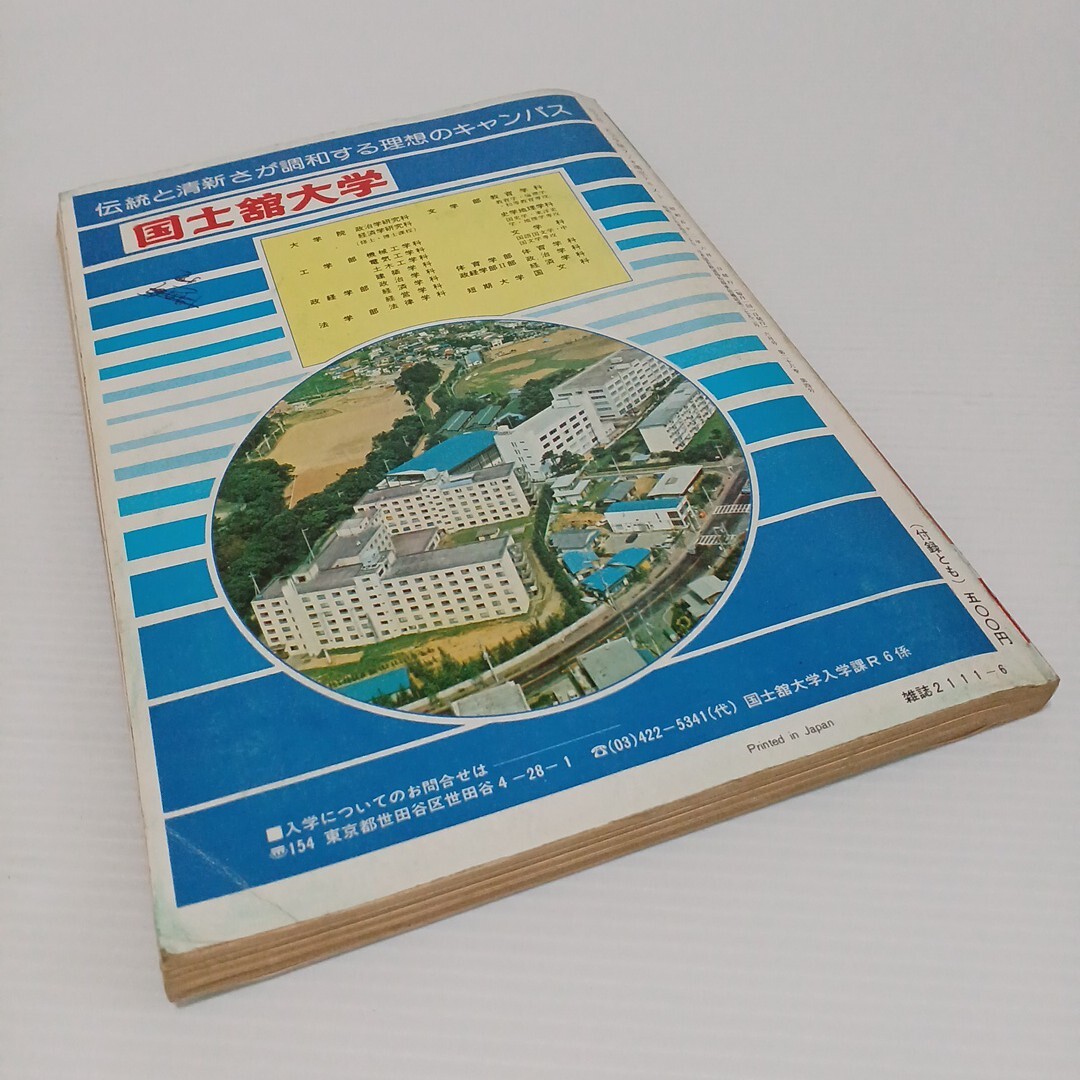 伝統と清新さが調和する理想のキャンパス
国士舘大学
大学院 政治学研究科
経済学研究科
(修士・博士課程)
工学部 機械工学科
電気工学科
土木工学科
建築学科
政経学部 政治学科
経済学科
経営学科
法学部 法律学科
文学部 教育学科
史学地理学科
文学科
体育学部 体育学科
政経学部II部 政治学科
経済学科
短期大学 国文科
■入学についてのお問合せは
〠154 東京都世田谷区世田谷4-28-1 ☎(03)422-5341(代) 国士舘大学入学課R6係
(付録とも) 五〇〇円
雑誌2111-6
Printed in Japan